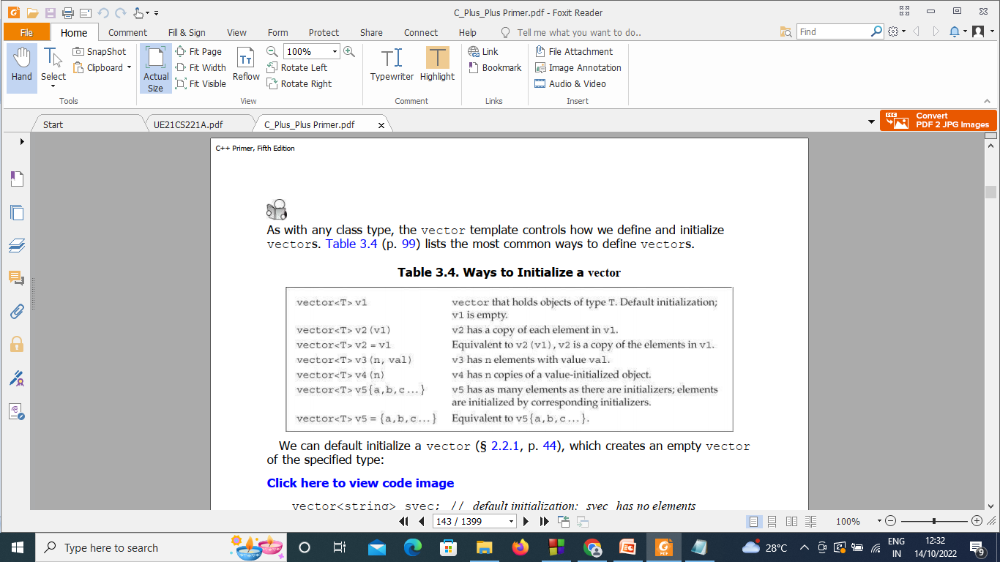 C_Plus_Plus Primer.pdf - Foxit Reader
File Home Comment Fill & Sign View Form Protect Share Connect Help Tell me what you want to do.. Find
Hand
Select
SnapShot
Clipboard
Tools
Actual
Size
Fit Page
Fit Width
Fit Visible
Reflow
100%
Rotate Left
Rotate Right
View
Typewriter
Highlight
Comment
Link
Bookmark
Links
File Attachment
Image Annotation
Audio & Video
Insert
Start UE21CS221A.pdf C_Plus_Plus Primer.pdf
Convert
PDF 2 JPG Images
C++ Primer, Fifth Edition
As with any class type, the vector template controls how we define and initialize
vectors. Table 3.4 (p. 99) lists the most common ways to define vectors.
Table 3.4. Ways to Initialize a vector
vector<T> v1 vector that holds objects of type T. Default initialization;
v1 is empty.
vector<T> v2(v1) v2 has a copy of each element in v1.
vector<T> v2 = v1 Equivalent to v2(v1), v2 is a copy of the elements in v1.
vector<T> v3(n, val) v3 has n elements with value val.
vector<T> v4(n) v4 has n copies of a value-initialized object.
vector<T> v5{a,b,c...} v5 has as many elements as there are initializers; elements
are initialized by corresponding initializers.
vector<T> v5 = {a,b,c...} Equivalent to v5{a,b,c...}.
We can default initialize a vector (§ 2.2.1, p. 44), which creates an empty vector
of the specified type:
Click here to view code image
vector<string> svec; // default initialization; svec has no elements
143 / 1399 100%
Type here to search
28°C
ENG
IN
12:32
14/10/2022
9